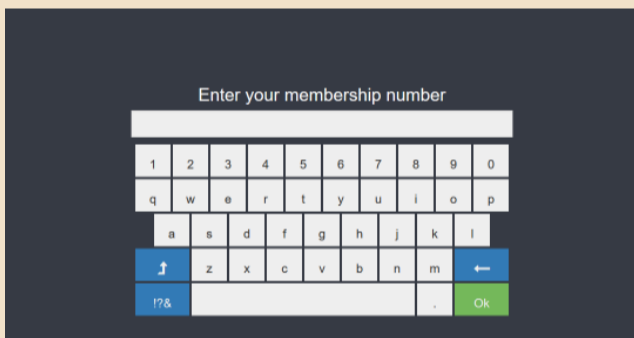 Enter your membership number
1 2 3 4 5 6 7 8 9 0
q w e r t y u i o p
a s d f g h j k l
z x c v b n m
!?& . Ok